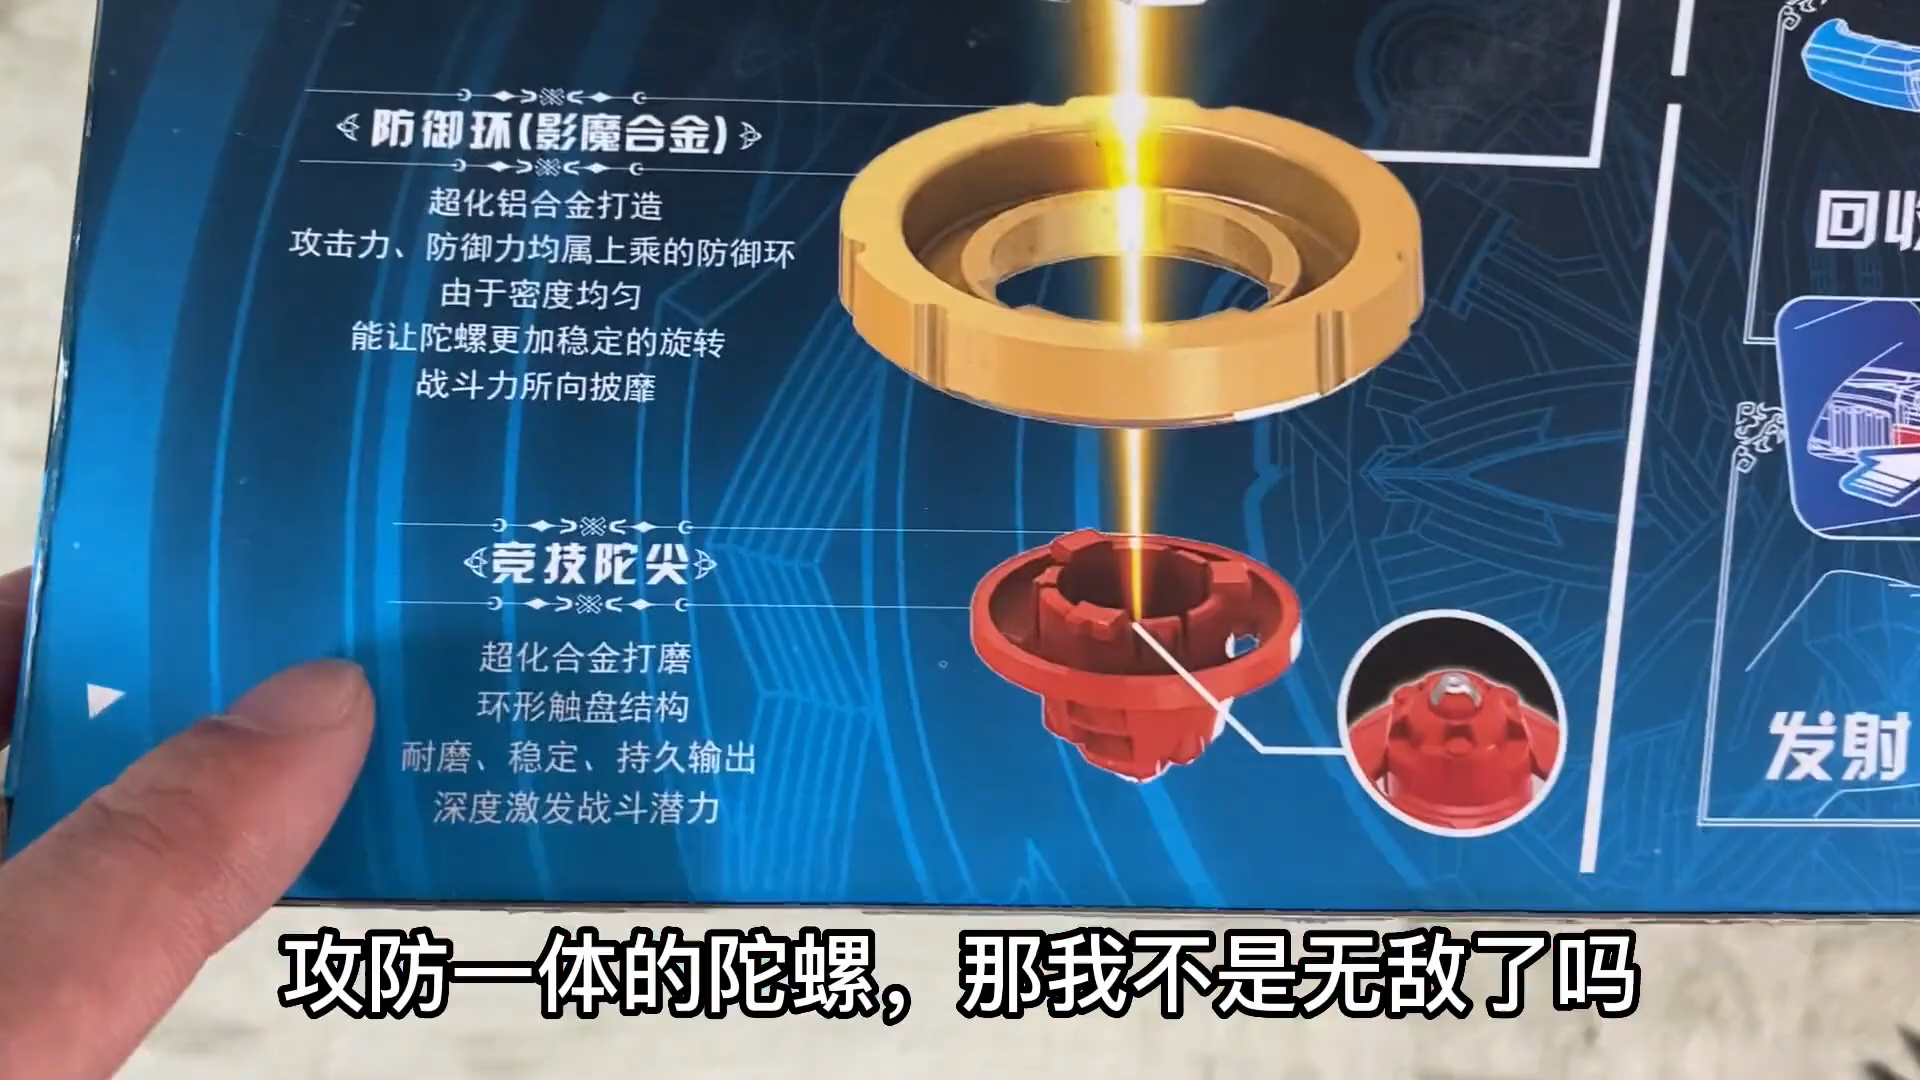 防御环(影魔合金)
超化铝合金打造
攻击力、防御力均属上乘的防御环
由于密度均匀
能让陀螺更加稳定的旋转
战斗力所向披靡
竞技陀尖
超化合金打磨
环形触盘结构
耐磨、稳定、持久输出
深度激发战斗潜力
回收
发射
攻防一体的陀螺，那我不是无敌了吗